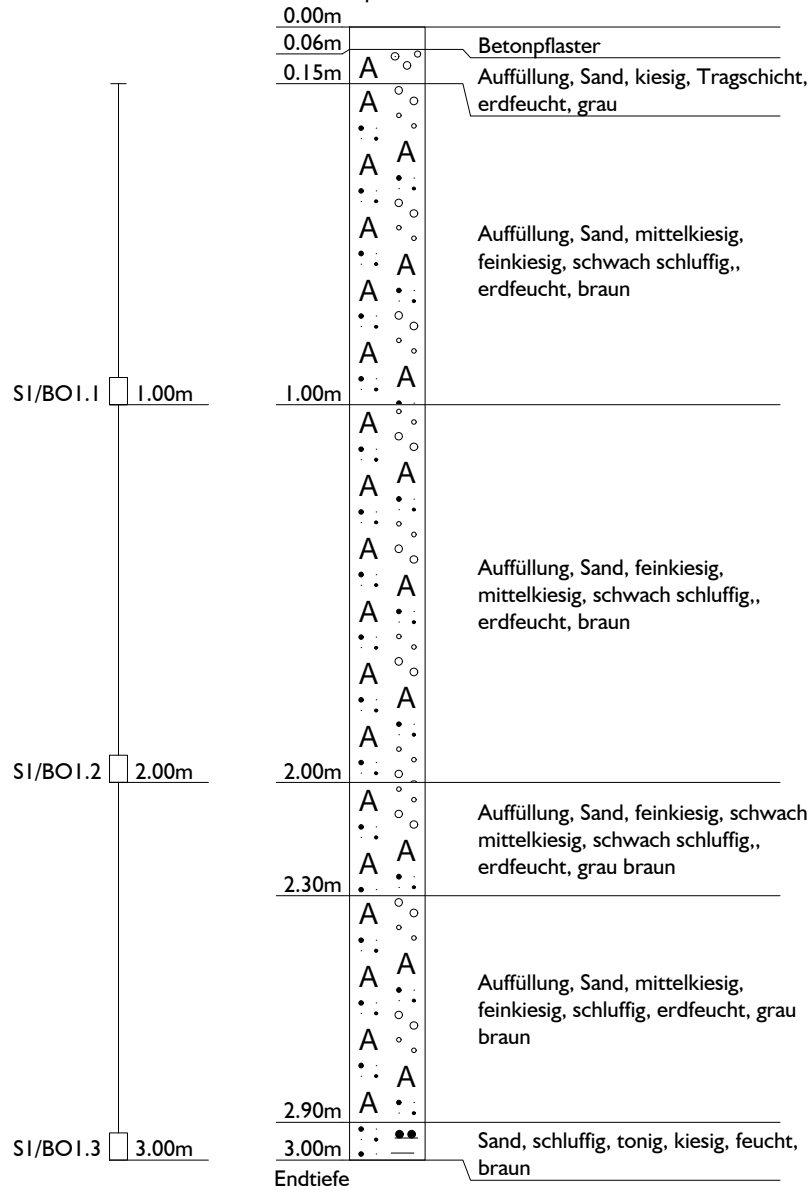 0.00m
0.06m
Betonpflaster
0.15m
A
Auffüllung, Sand, kiesig, Tragschicht,
erdfeucht, grau
A
A
A
A
Auffüllung, Sand, mittelkiesig,
feinkiesig, schwach schluffig,,
erdfeucht, braun
A
A
A
A
S1/BO1.1 1.00m
1.00m
A
A
A
A
Auffüllung, Sand, feinkiesig,
mittelkiesig, schwach schluffig,,
erdfeucht, braun
A
A
A
A
S1/BO1.2 2.00m
2.00m
A
Auffüllung, Sand, feinkiesig, schwach
mittelkiesig, schwach schluffig,,
erdfeucht, grau braun
A
A
2.30m
A
A
A
Auffüllung, Sand, mittelkiesig,
feinkiesig, schluffig, erdfeucht, grau
braun
A
A
A
2.90m
S1/BO1.3 3.00m
3.00m
Sand, schluffig, tonig, kiesig, feucht,
braun
Endtiefe